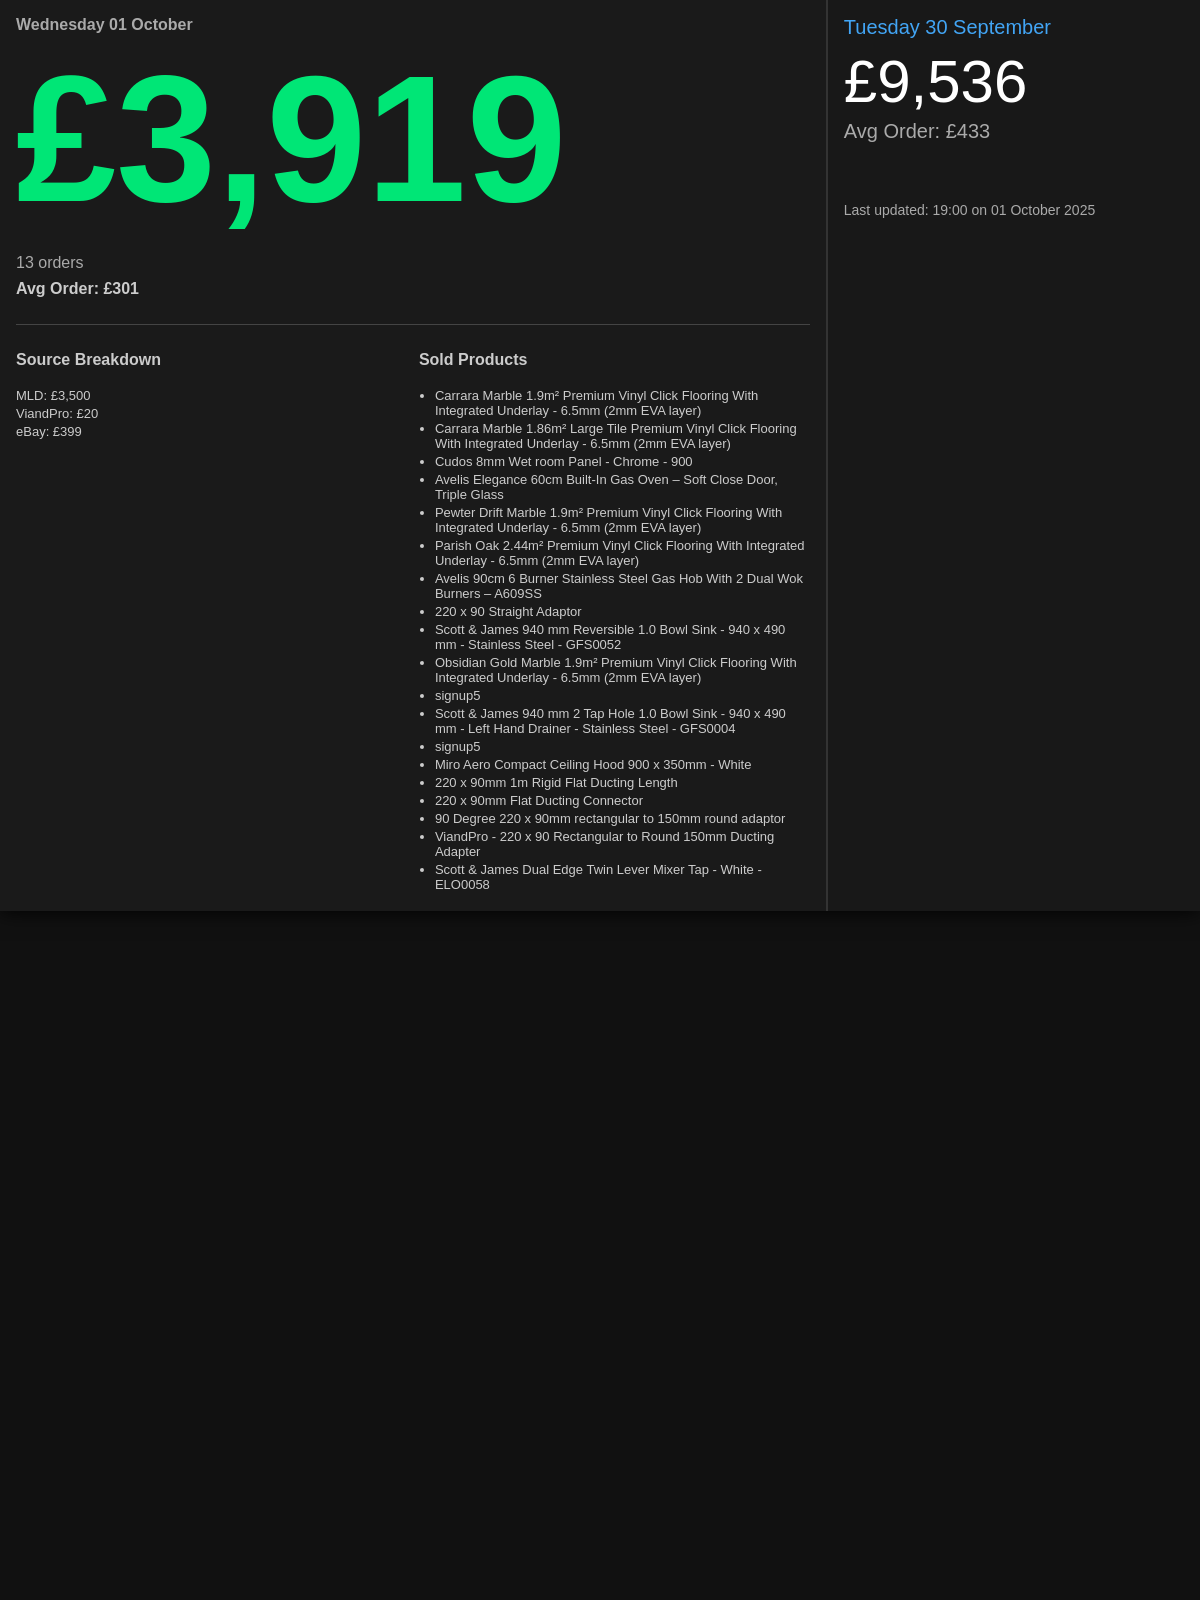 Wednesday 01 October
£3,919
13 orders
Avg Order: £301
Source Breakdown
MLD: £3,500
ViandPro: £20
eBay: £399
Sold Products
• Carrara Marble 1.9m² Premium Vinyl Click Flooring With
Integrated Underlay - 6.5mm (2mm EVA layer)
• Carrara Marble 1.86m² Large Tile Premium Vinyl Click Flooring
With Integrated Underlay - 6.5mm (2mm EVA layer)
• Cudos 8mm Wet room Panel - Chrome - 900
• Avelis Elegance 60cm Built-In Gas Oven – Soft Close Door,
Triple Glass
• Pewter Drift Marble 1.9m² Premium Vinyl Click Flooring With
Integrated Underlay - 6.5mm (2mm EVA layer)
• Parish Oak 2.44m² Premium Vinyl Click Flooring With Integrated
Underlay - 6.5mm (2mm EVA layer)
• Avelis 90cm 6 Burner Stainless Steel Gas Hob With 2 Dual Wok
Burners – A609SS
• 220 x 90 Straight Adaptor
• Scott & James 940 mm Reversible 1.0 Bowl Sink - 940 x 490
mm - Stainless Steel - GFS0052
• Obsidian Gold Marble 1.9m² Premium Vinyl Click Flooring With
Integrated Underlay - 6.5mm (2mm EVA layer)
• signup5
• Scott & James 940 mm 2 Tap Hole 1.0 Bowl Sink - 940 x 490
mm - Left Hand Drainer - Stainless Steel - GFS0004
• signup5
• Miro Aero Compact Ceiling Hood 900 x 350mm - White
• 220 x 90mm 1m Rigid Flat Ducting Length
• 220 x 90mm Flat Ducting Connector
• 90 Degree 220 x 90mm rectangular to 150mm round adaptor
• ViandPro - 220 x 90 Rectangular to Round 150mm Ducting
Adapter
• Scott & James Dual Edge Twin Lever Mixer Tap - White -
ELO0058
Tuesday 30 September
£9,536
Avg Order: £433
Last updated: 19:00 on 01 October 2025